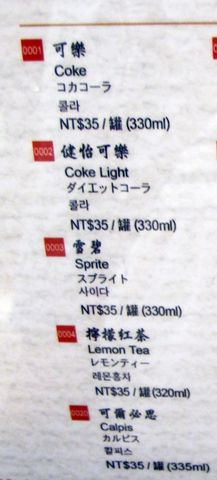 0001 可樂
Coke
コカコーラ
콜라
NT$35 / 罐 (330ml)
0002 健怡可樂
Coke Light
ダイエットコーラ
콜라
NT$35 / 罐 (330ml)
0003 雪碧
Sprite
スプライト
사이다
NT$35 / 罐 (330ml)
0004 檸檬紅茶
Lemon Tea
レモンティー
레몬홍차
NT$35 / 罐 (320ml)
0020 可爾必思
Calpis
カルピス
칼피스
NT$35 / 罐 (335ml)